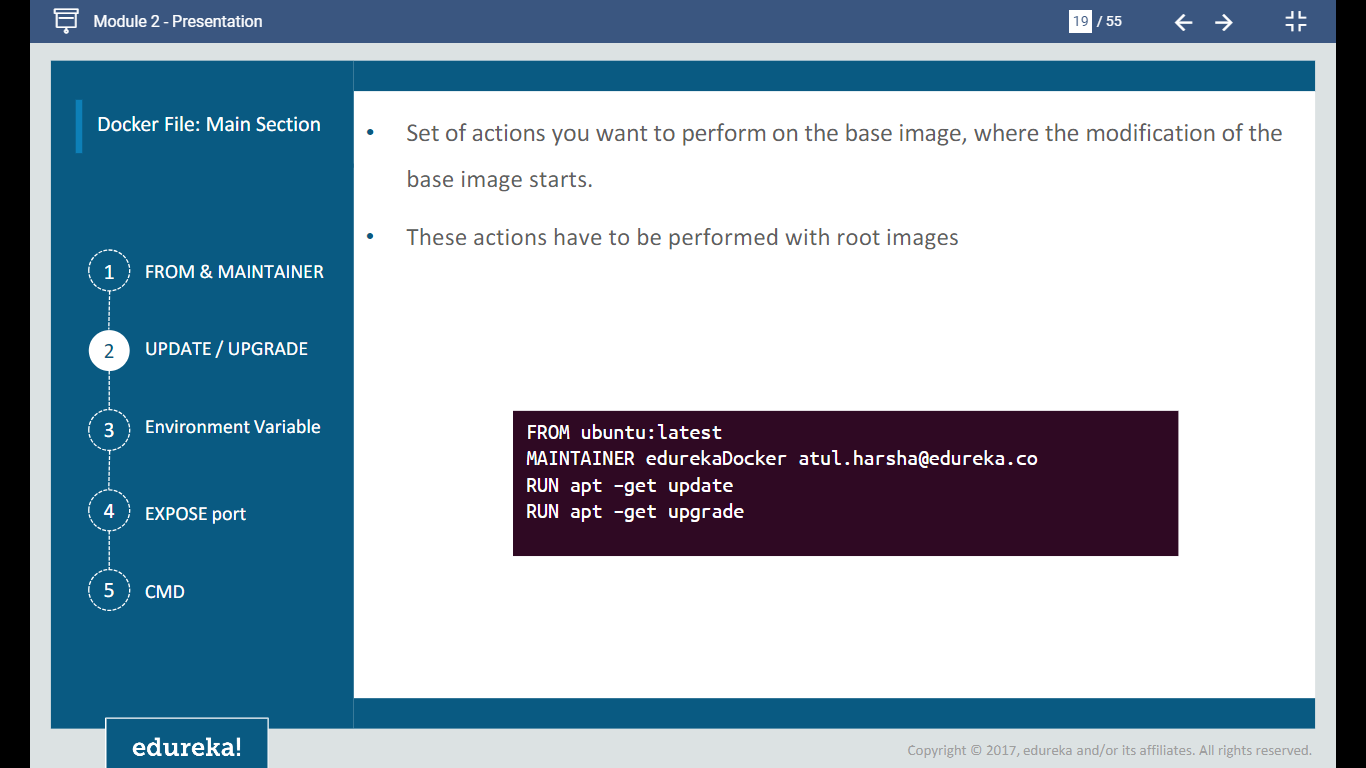 Module 2 - Presentation
19 / 55
Docker File: Main Section
1 FROM & MAINTAINER
2 UPDATE / UPGRADE
3 Environment Variable
4 EXPOSE port
5 CMD
• Set of actions you want to perform on the base image, where the modification of the
base image starts.
• These actions have to be performed with root images
FROM ubuntu:latest
MAINTAINER edurekaDocker atul.harsha@edureka.co
RUN apt –get update
RUN apt –get upgrade
edureka!
Copyright © 2017, edureka and/or its affiliates. All rights reserved.